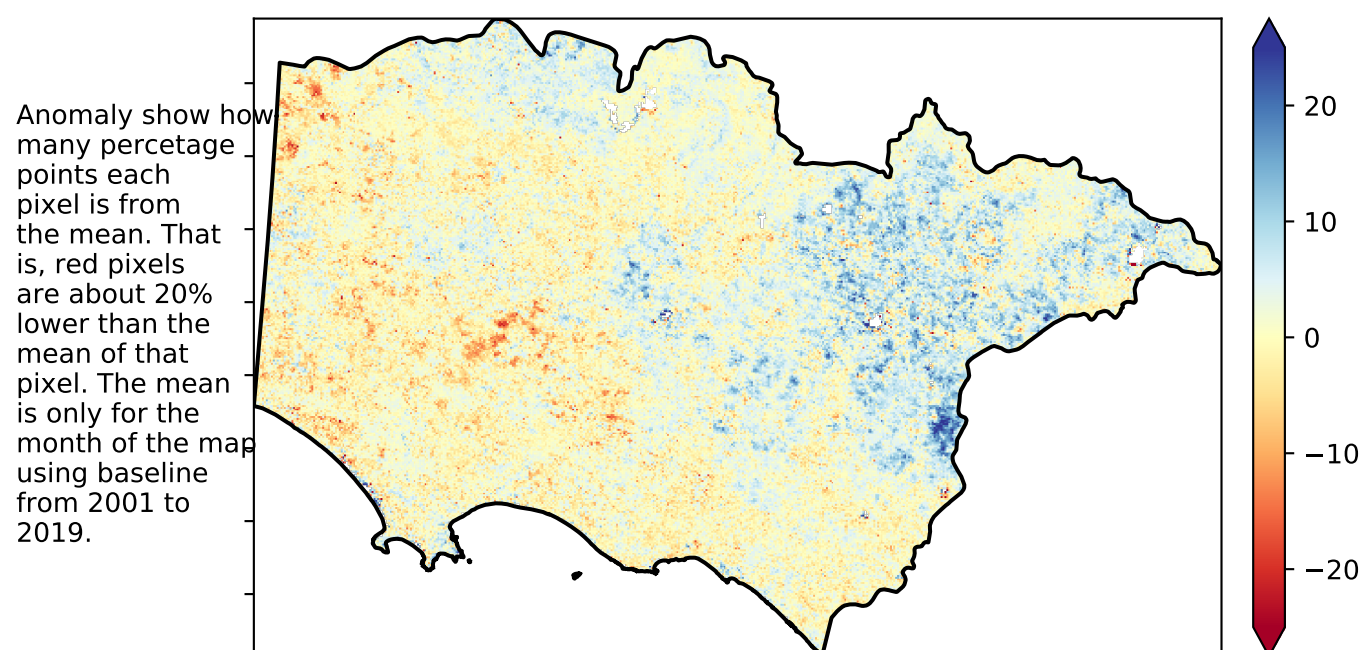 Anomaly show how
many percetage
points each
pixel is from
the mean. That
is, red pixels
are about 20%
lower than the
mean of that
pixel. The mean
is only for the
month of the map
using baseline
from 2001 to
2019.
20
10
0
−10
−20